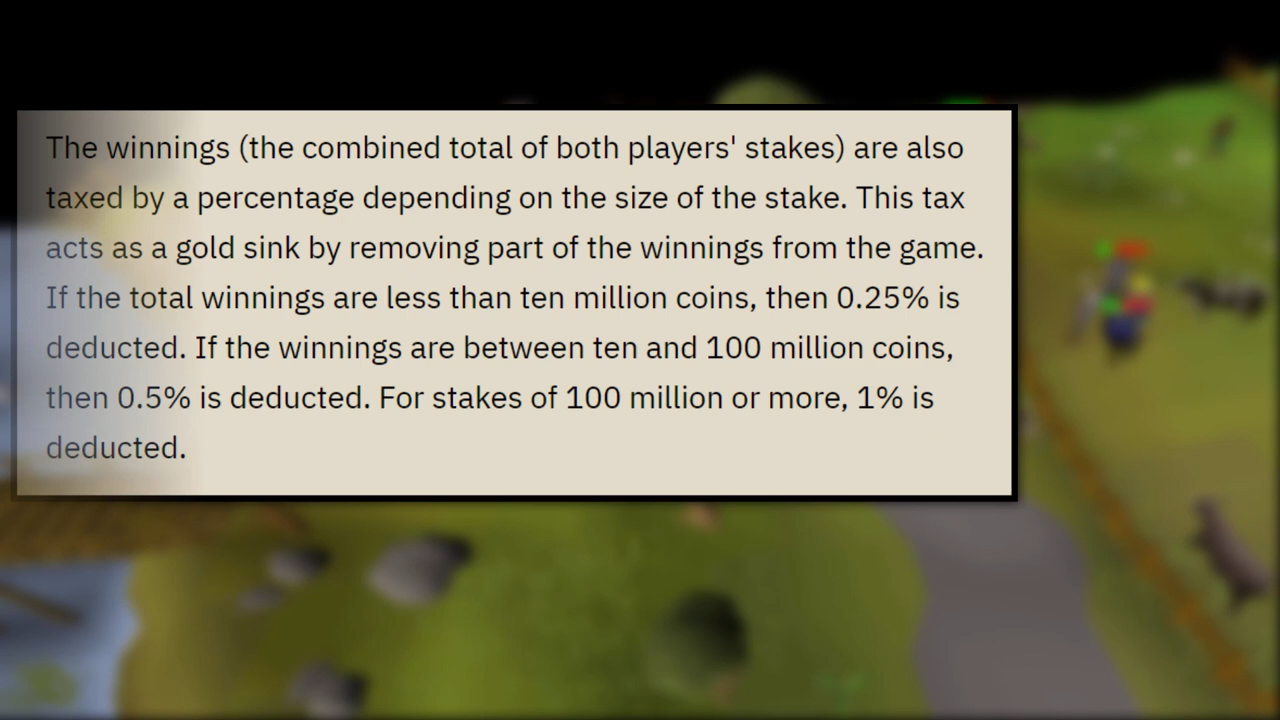 The winnings (the combined total of both players' stakes) are also
taxed by a percentage depending on the size of the stake. This tax
acts as a gold sink by removing part of the winnings from the game.
If the total winnings are less than ten million coins, then 0.25% is
deducted. If the winnings are between ten and 100 million coins,
then 0.5% is deducted. For stakes of 100 million or more, 1% is
deducted.